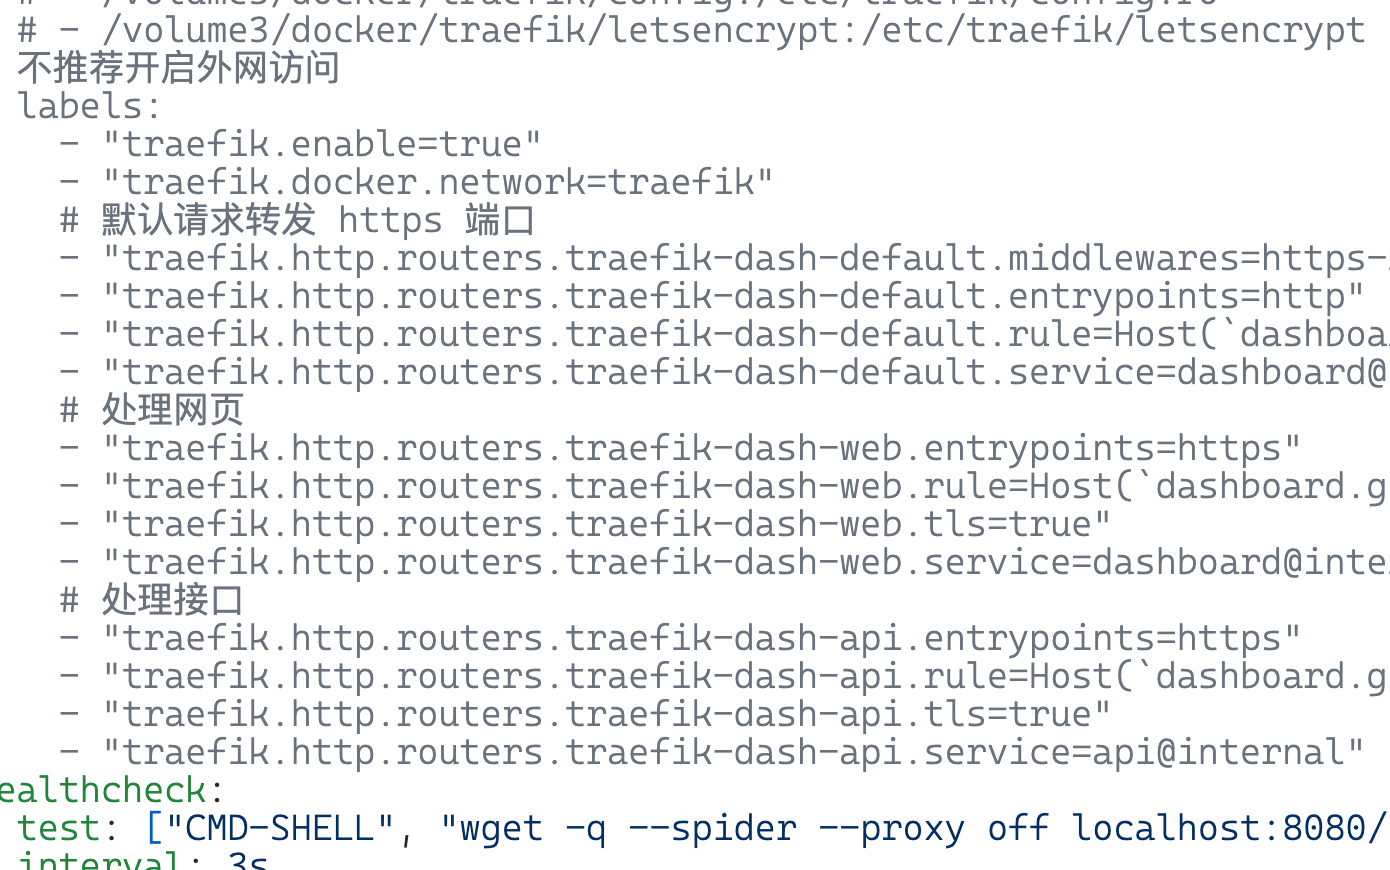 # - /volume3/docker/traefik/config:/etc/traefik/config:ro
# - /volume3/docker/traefik/letsencrypt:/etc/traefik/letsencrypt
不推荐开启外网访问
labels:
- "traefik.enable=true"
- "traefik.docker.network=traefik"
# 默认请求转发 https 端口
- "traefik.http.routers.traefik-dash-default.middlewares=https-
- "traefik.http.routers.traefik-dash-default.entrypoints=http"
- "traefik.http.routers.traefik-dash-default.rule=Host(`dashboa
- "traefik.http.routers.traefik-dash-default.service=dashboard@
# 处理网页
- "traefik.http.routers.traefik-dash-web.entrypoints=https"
- "traefik.http.routers.traefik-dash-web.rule=Host(`dashboard.g
- "traefik.http.routers.traefik-dash-web.tls=true"
- "traefik.http.routers.traefik-dash-web.service=dashboard@inte
# 处理接口
- "traefik.http.routers.traefik-dash-api.entrypoints=https"
- "traefik.http.routers.traefik-dash-api.rule=Host(`dashboard.g
- "traefik.http.routers.traefik-dash-api.tls=true"
- "traefik.http.routers.traefik-dash-api.service=api@internal"
ealthcheck:
test: ["CMD-SHELL", "wget -q --spider --proxy off localhost:8080/
interval: 3s